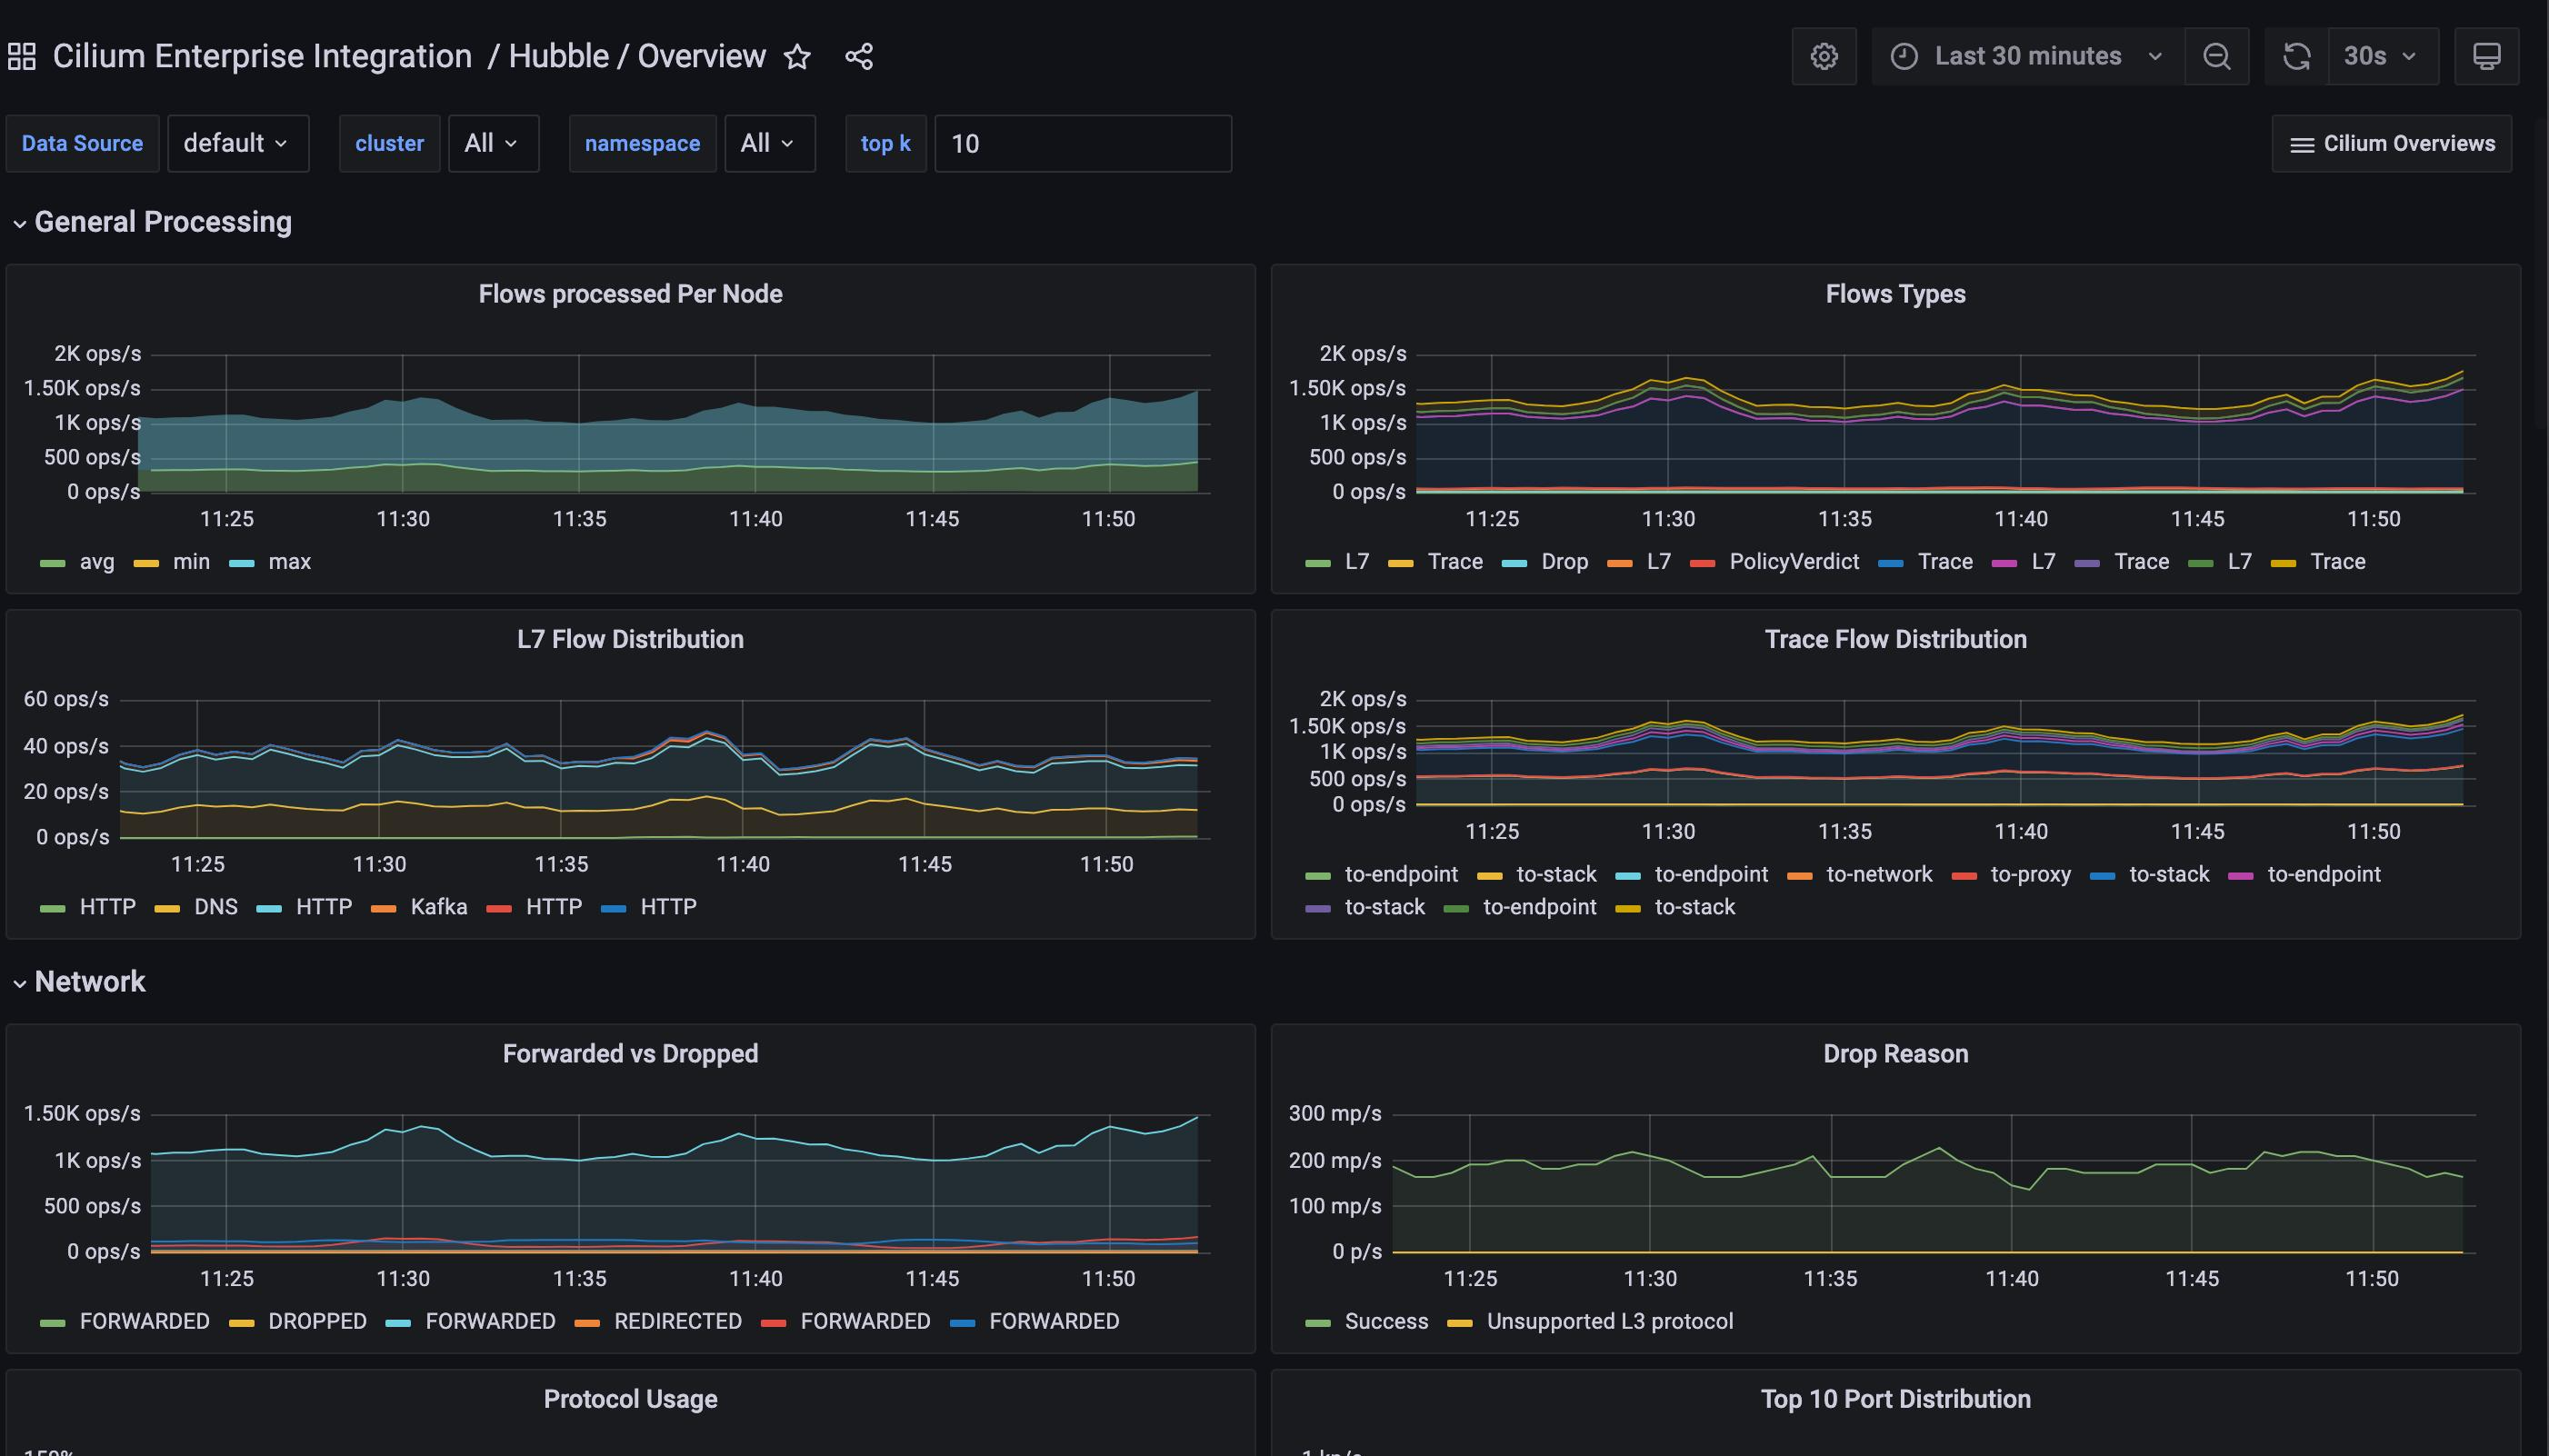 Cilium Enterprise Integration / Hubble / Overview
Last 30 minutes
30s
Data Source default cluster All namespace All top k 10
Cilium Overviews
General Processing
Flows processed Per Node
2K ops/s
1.50K ops/s
1K ops/s
500 ops/s
0 ops/s
11:25 11:30 11:35 11:40 11:45 11:50
avg min max
Flows Types
2K ops/s
1.50K ops/s
1K ops/s
500 ops/s
0 ops/s
11:25 11:30 11:35 11:40 11:45 11:50
L7 Trace Drop L7 PolicyVerdict Trace L7 Trace L7 Trace
L7 Flow Distribution
60 ops/s
40 ops/s
20 ops/s
0 ops/s
11:25 11:30 11:35 11:40 11:45 11:50
HTTP DNS HTTP Kafka HTTP HTTP
Trace Flow Distribution
2K ops/s
1.50K ops/s
1K ops/s
500 ops/s
0 ops/s
11:25 11:30 11:35 11:40 11:45 11:50
to-endpoint to-stack to-endpoint to-network to-proxy to-stack to-endpoint
to-stack to-endpoint to-stack
Network
Forwarded vs Dropped
1.50K ops/s
1K ops/s
500 ops/s
0 ops/s
11:25 11:30 11:35 11:40 11:45 11:50
FORWARDED DROPPED FORWARDED REDIRECTED FORWARDED FORWARDED
Drop Reason
300 mp/s
200 mp/s
100 mp/s
0 p/s
11:25 11:30 11:35 11:40 11:45 11:50
Success Unsupported L3 protocol
Protocol Usage
Top 10 Port Distribution